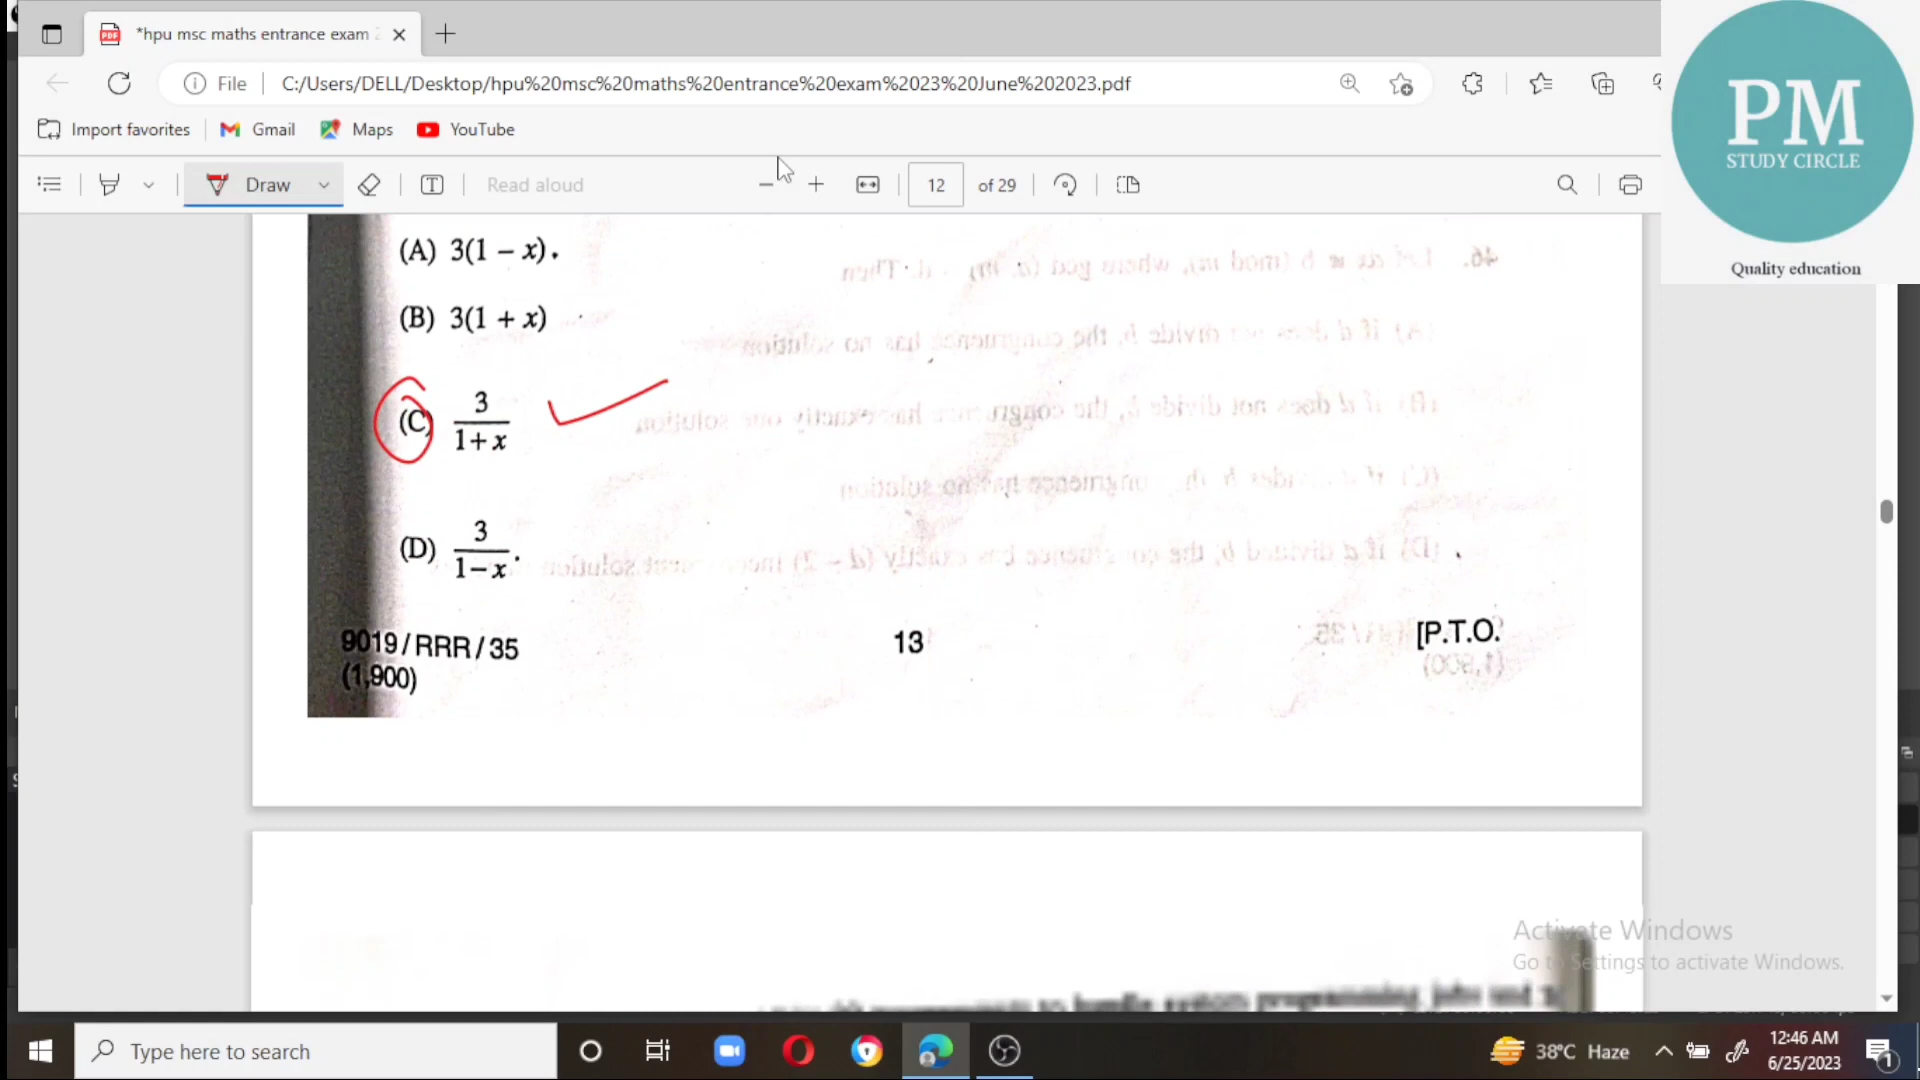 *hpu msc maths entrance exam 2
File
C:/Users/DELL/Desktop/hpu%20msc%20maths%20entrance%20exam%2023%20June%202023.pdf
Import favorites
Gmail
Maps
YouTube
Draw
Read aloud
12
of 29
PM
STUDY CIRCLE
Quality education
(A) 3(1 − x).
(B) 3(1 + x)
(C) 3/(1+x)
(D) 3/(1−x).
9019/RRR/35
(1,900)
13
[P.T.O.
Activate Windows
Go to Settings to activate Windows.
Type here to search
38°C Haze
12:46 AM
6/25/2023
1